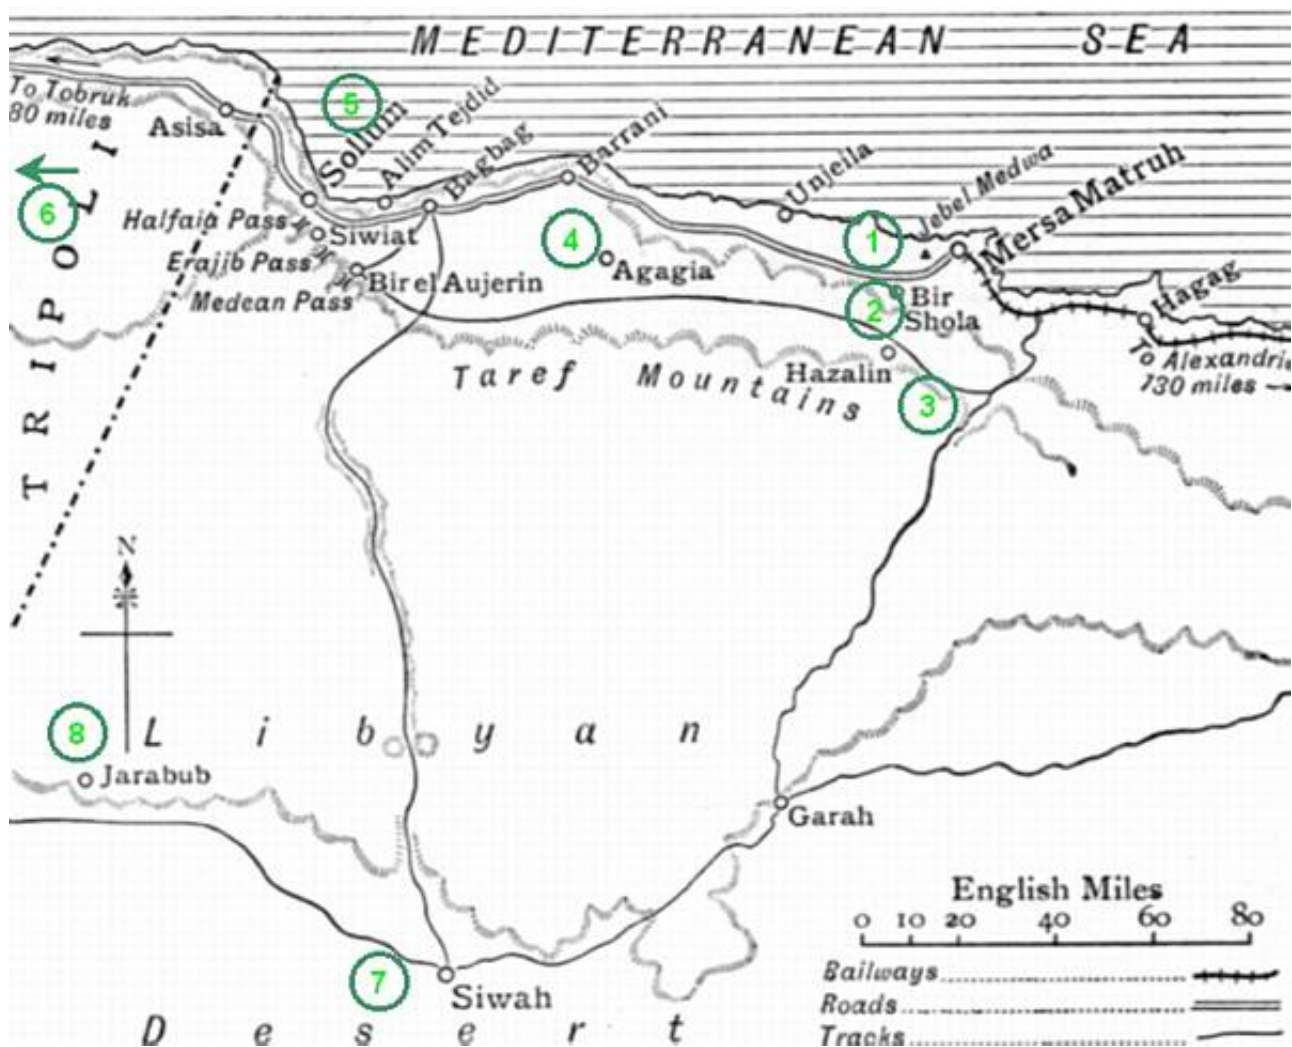 MEDITERRANEAN SEA
To Tobruk
80 miles
Asisa
5
Sollum
Alim Tejdid
Bagbag
Barrani
Unjeila
Jebel Medwa
Mersa Matruh
TRIPOLI
6
Halfaia Pass
Siwiat
4
Agagia
1
Erajjb Pass
Bir el Aujerin
Medean Pass
2
Bir
Shola
Hagag
To Alexandria
730 miles
Taref Mountains
Hazalin
3
N
8
Libyan
Jarabub
Garah
English Miles
0 10 20 40 60 80
7
Siwah
Railways
Roads
Tracks
Desert